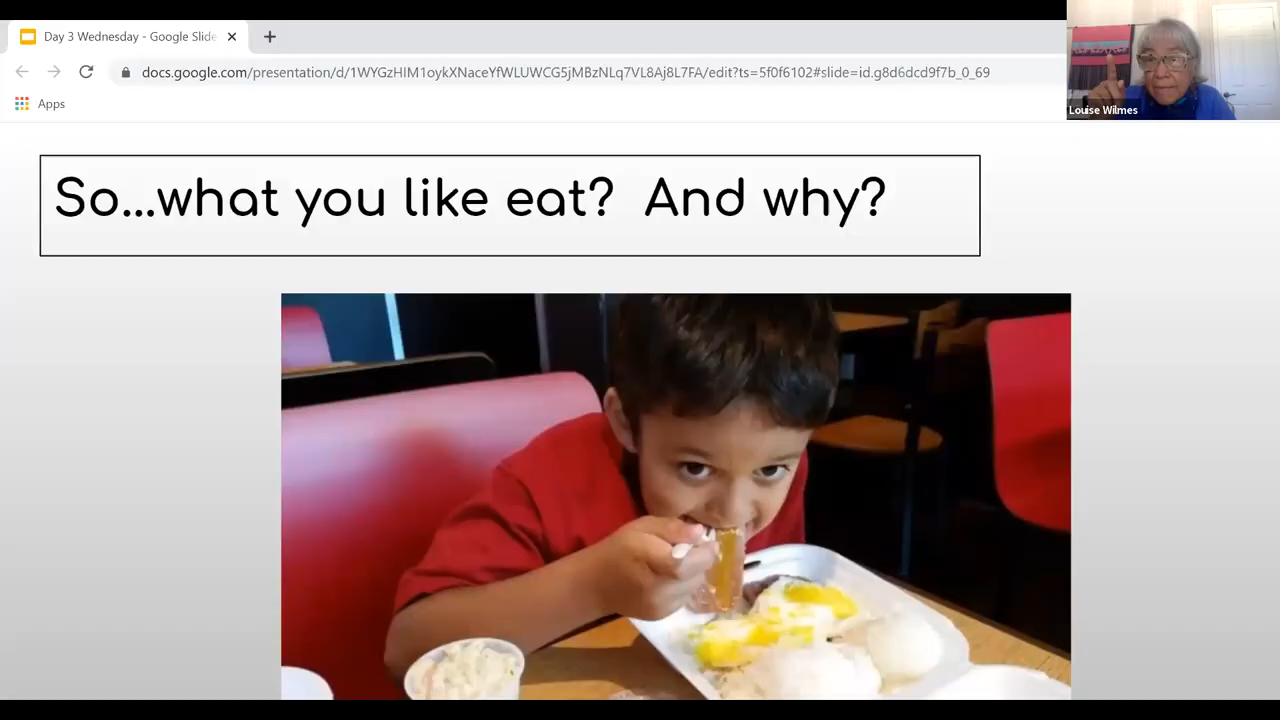 Day 3 Wednesday - Google Slide
docs.google.com/presentation/d/1WYGzHIM1oykXNxceYfWLUWCG5jMBzNLq7VL8Aj8L7FA/edit?ts=5f0f6102#slide=id.g8d6dcd9f7b_0_69
Apps
Louise Wilmes
So...what you like eat? And why?